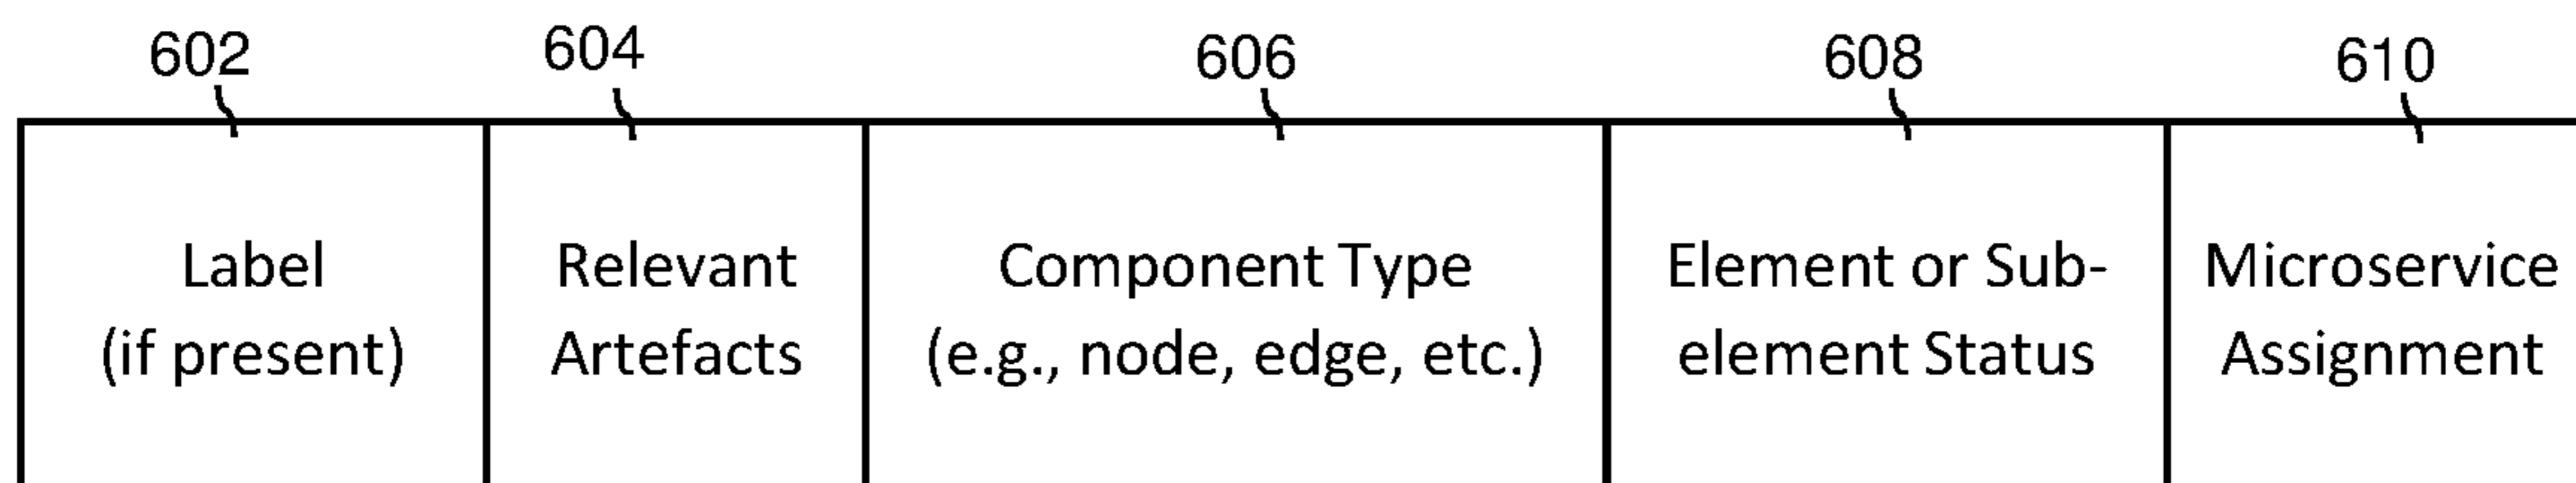 602 604 606 608 610
Label
(if present)
Relevant
Artefacts
Component Type
(e.g., node, edge, etc.)
Element or Sub-
element Status
Microservice
Assignment